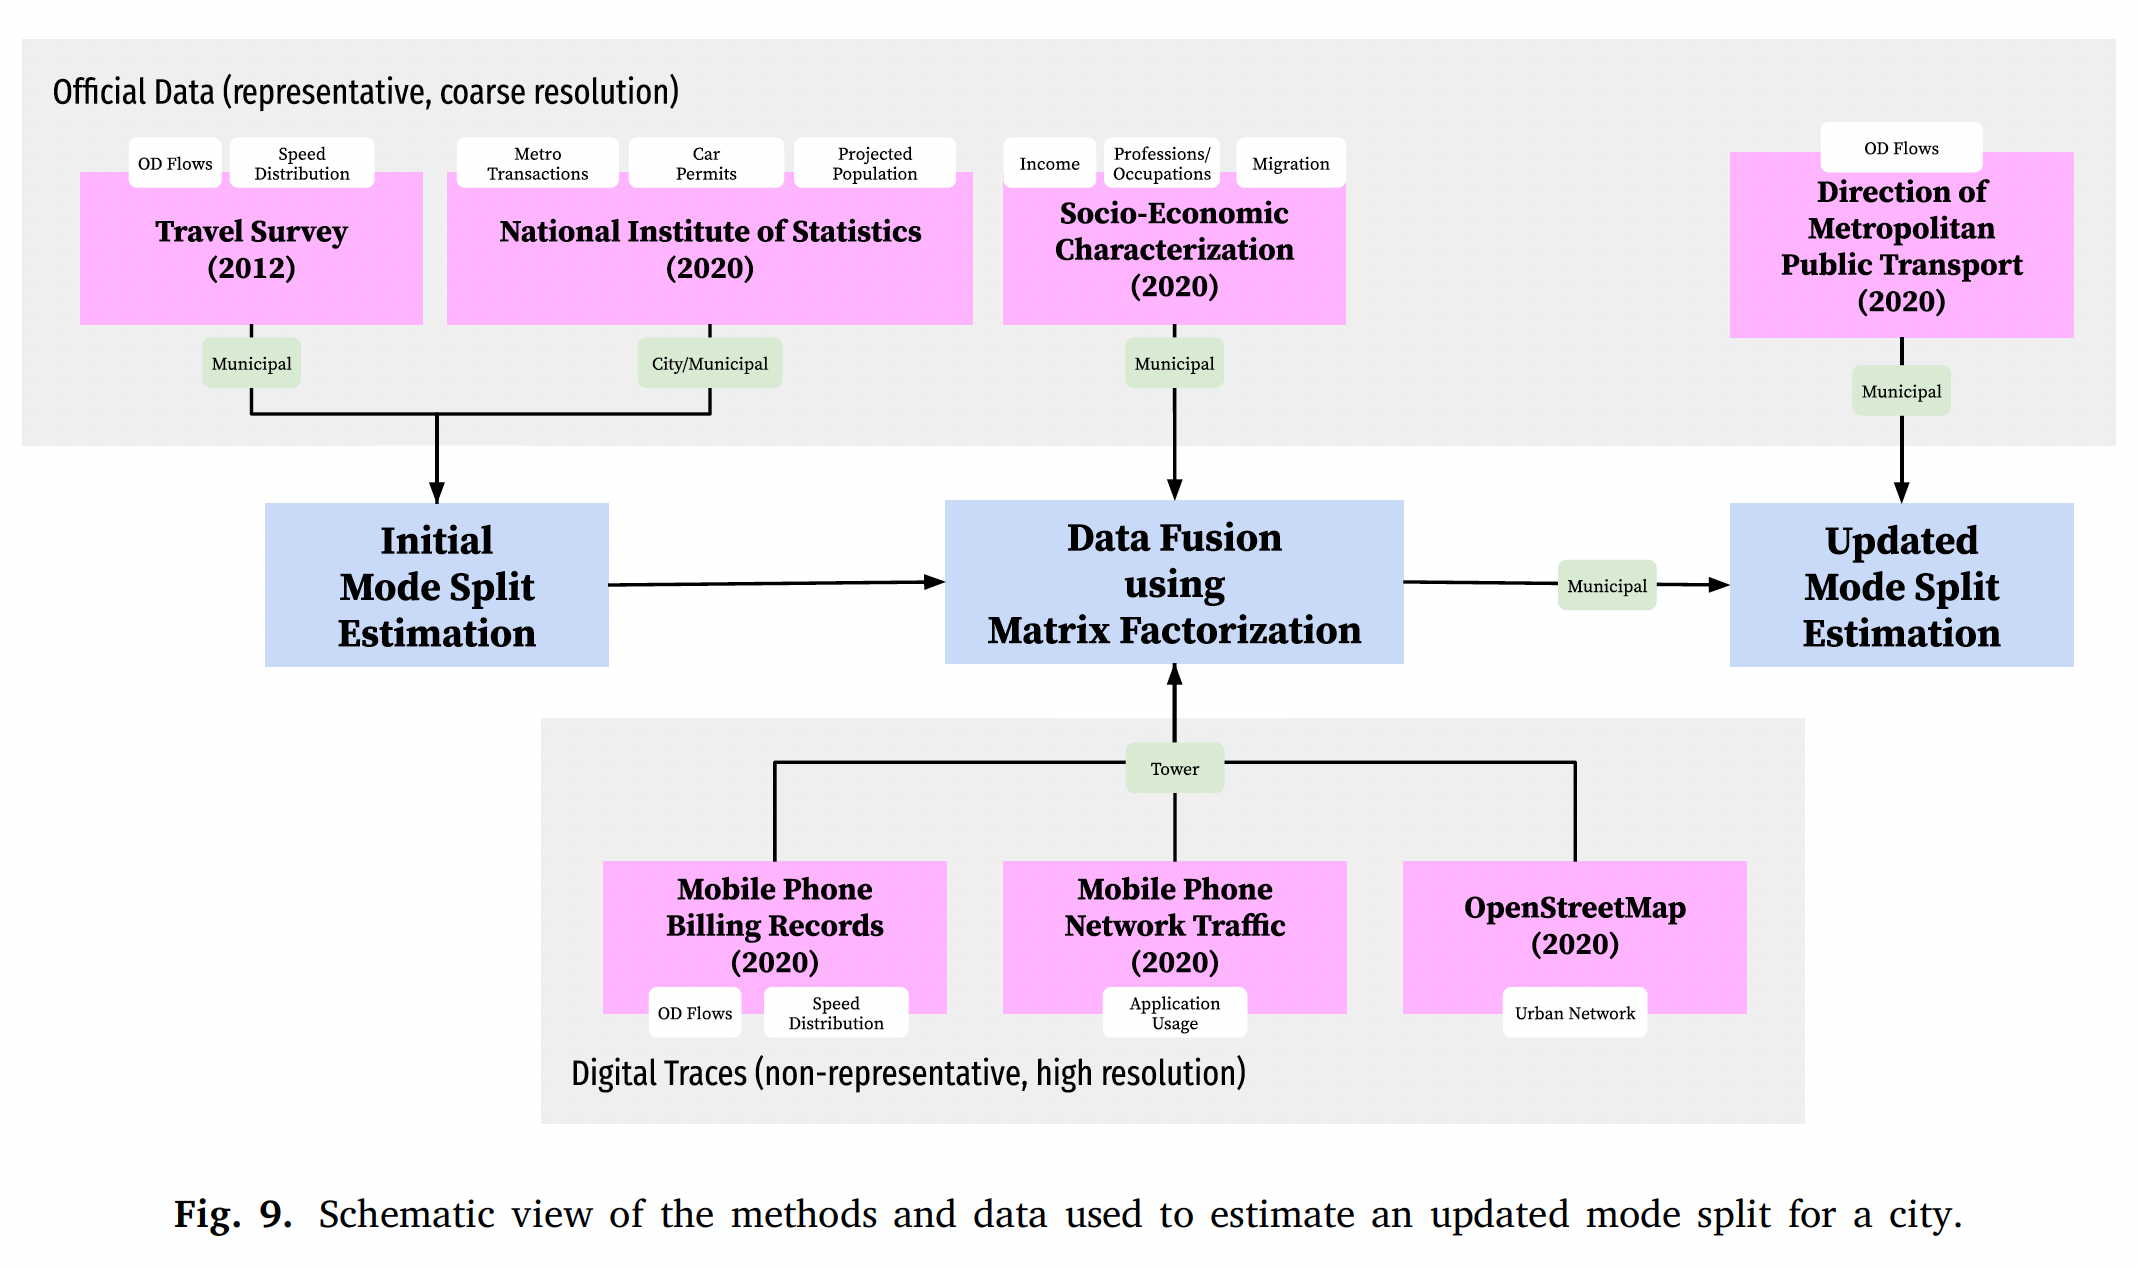 Official Data (representative, coarse resolution)
OD Flows
Speed
Distribution
Travel Survey
(2012)
Municipal
Metro
Transactions
Car
Permits
Projected
Population
National Institute of Statistics
(2020)
City/Municipal
Income
Professions/
Occupations
Migration
Socio-Economic
Characterization
(2020)
Municipal
OD Flows
Direction of
Metropolitan
Public Transport
(2020)
Municipal
Initial
Mode Split
Estimation
Data Fusion
using
Matrix Factorization
Municipal
Updated
Mode Split
Estimation
Tower
Mobile Phone
Billing Records
(2020)
OD Flows
Speed
Distribution
Mobile Phone
Network Traffic
(2020)
Application
Usage
OpenStreetMap
(2020)
Urban Network
Digital Traces (non-representative, high resolution)
Fig. 9. Schematic view of the methods and data used to estimate an updated mode split for a city.